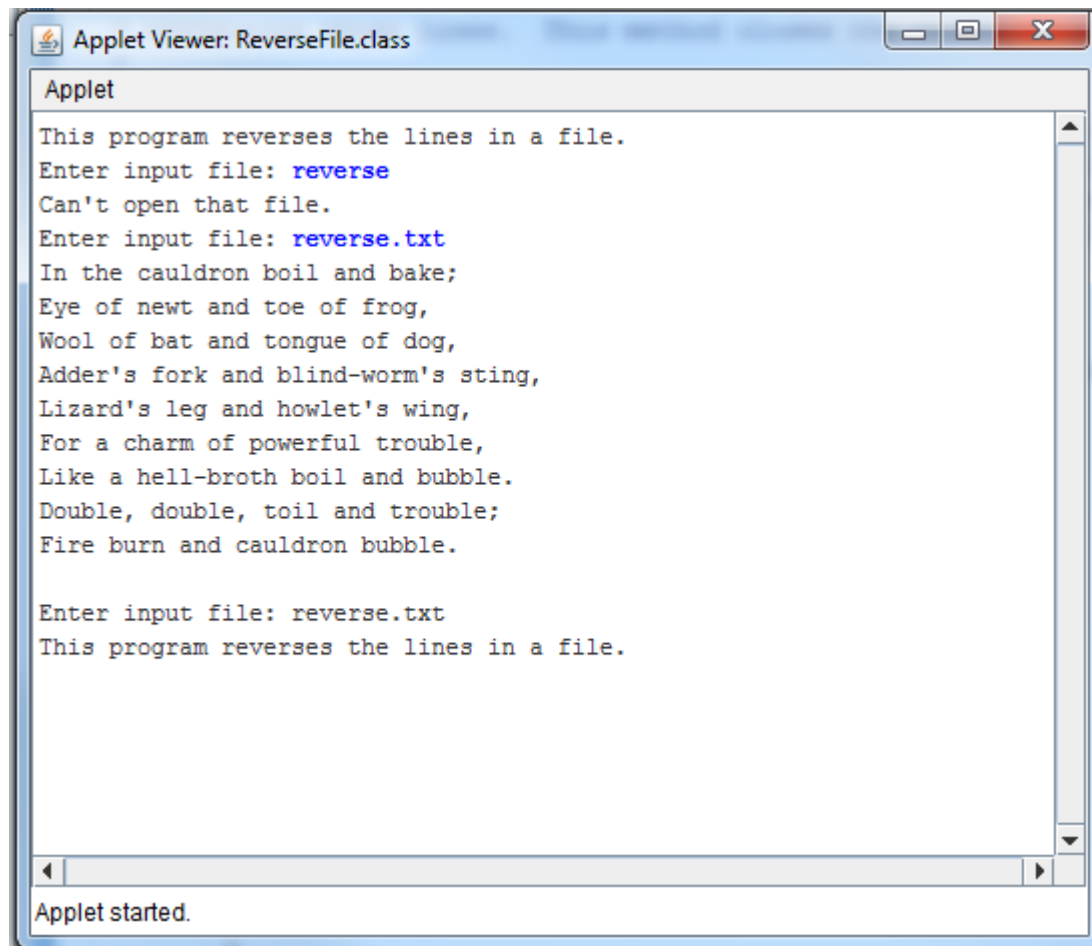 Applet Viewer: ReverseFile.class
Applet
This program reverses the lines in a file.
Enter input file: reverse
Can't open that file.
Enter input file: reverse.txt
In the cauldron boil and bake;
Eye of newt and toe of frog,
Wool of bat and tongue of dog,
Adder's fork and blind-worm's sting,
Lizard's leg and howlet's wing,
For a charm of powerful trouble,
Like a hell-broth boil and bubble.
Double, double, toil and trouble;
Fire burn and cauldron bubble.
Enter input file: reverse.txt
This program reverses the lines in a file.
Applet started.